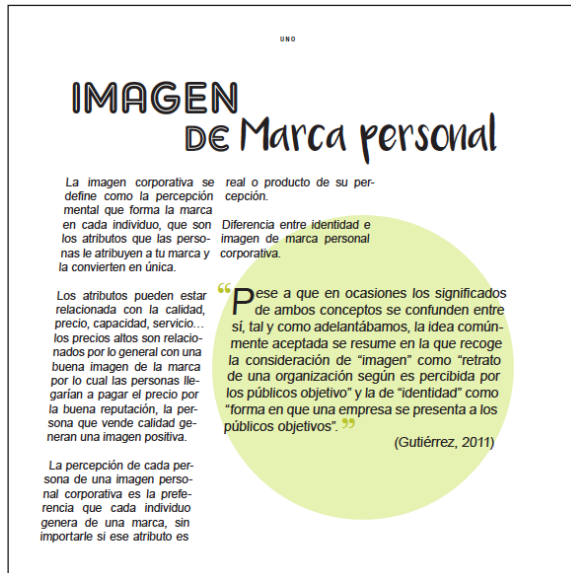 UNO
IMAGEN
DE Marca personal
La imagen corporativa se
define como la percepción
mental que forma la marca
en cada individuo, que son
los atributos que las perso-
nas le atribuyen a tu marca y
la convierten en única.
Los atributos pueden estar
relacionada con la calidad,
precio, capacidad, servicio...
los precios altos son relacio-
nados por lo general con una
buena imagen de la marca
por lo cual las personas lle-
garían a pagar el precio por
la buena reputación, la per-
sona que vende calidad ge-
neran una imagen positiva.
La percepción de cada per-
sona de una imagen perso-
nal corporativa es la prefe-
rencia que cada individuo
genera de una marca, sin
importarle si ese atributo es
real o producto de su per-
cepción.
Diferencia entre identidad e
imagen de marca personal
corporativa.
“Pese a que en ocasiones los significados
de ambos conceptos se confunden entre
sí, tal y como adelantábamos, la idea común-
mente aceptada se resume en la que recoge
la consideración de “imagen” como “retrato
de una organización según es percibida por
los públicos objetivo” y la de “identidad” como
“forma en que una empresa se presenta a los
públicos objetivos”. ”
(Gutiérrez, 2011)